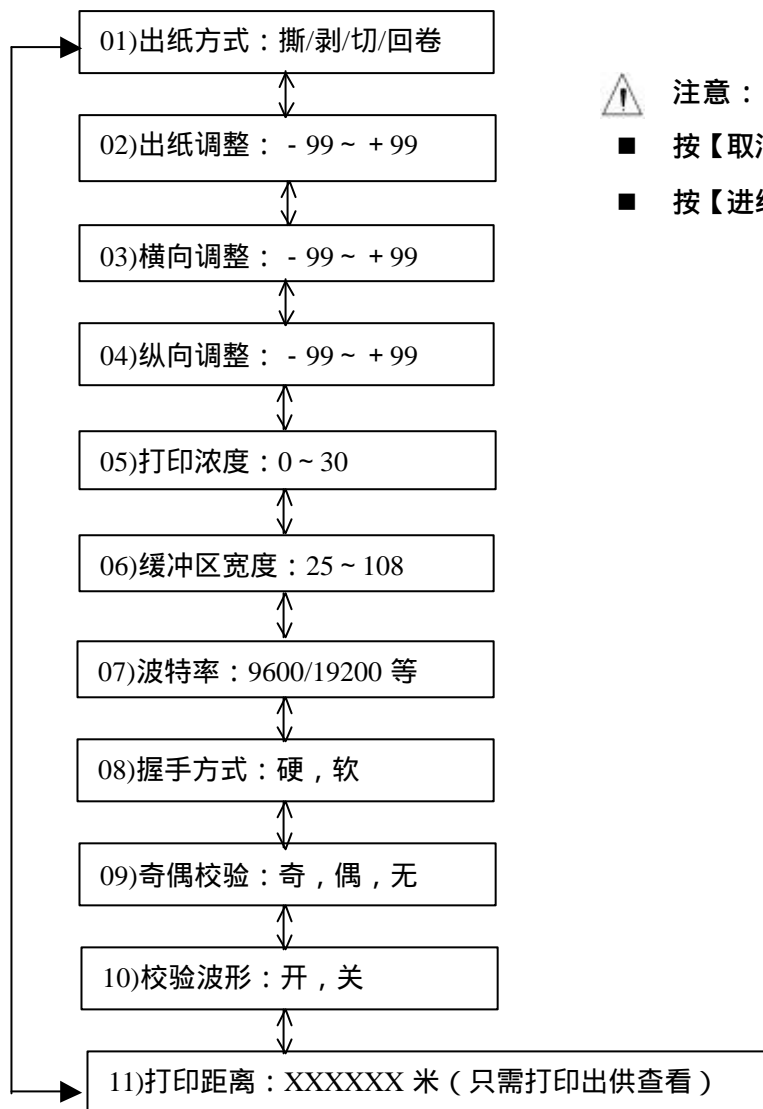 01)出纸方式：撕/剥/切/回卷
02)出纸调整： - 99 ~ + 99
03)横向调整： - 99 ~ + 99
04)纵向调整： - 99 ~ + 99
05)打印浓度：0 ~ 30
06)缓冲区宽度：25 ~ 108
07)波特率：9600/19200 等
08)握手方式：硬，软
09)奇偶校验：奇，偶，无
10)校验波形：开，关
11)打印距离：XXXXXX 米（只需打印出供查看）
注意：
■ 按【取
■ 按【进